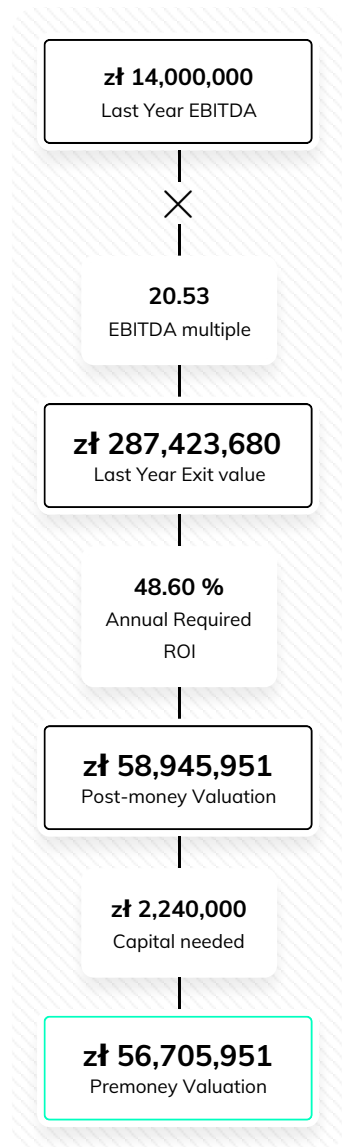 zł 14,000,000
Last Year EBITDA
20.53
EBITDA multiple
zł 287,423,680
Last Year Exit value
48.60 %
Annual Required
ROI
zł 58,945,951
Post-money Valuation
zł 2,240,000
Capital needed
zł 56,705,951
Premoney Valuation